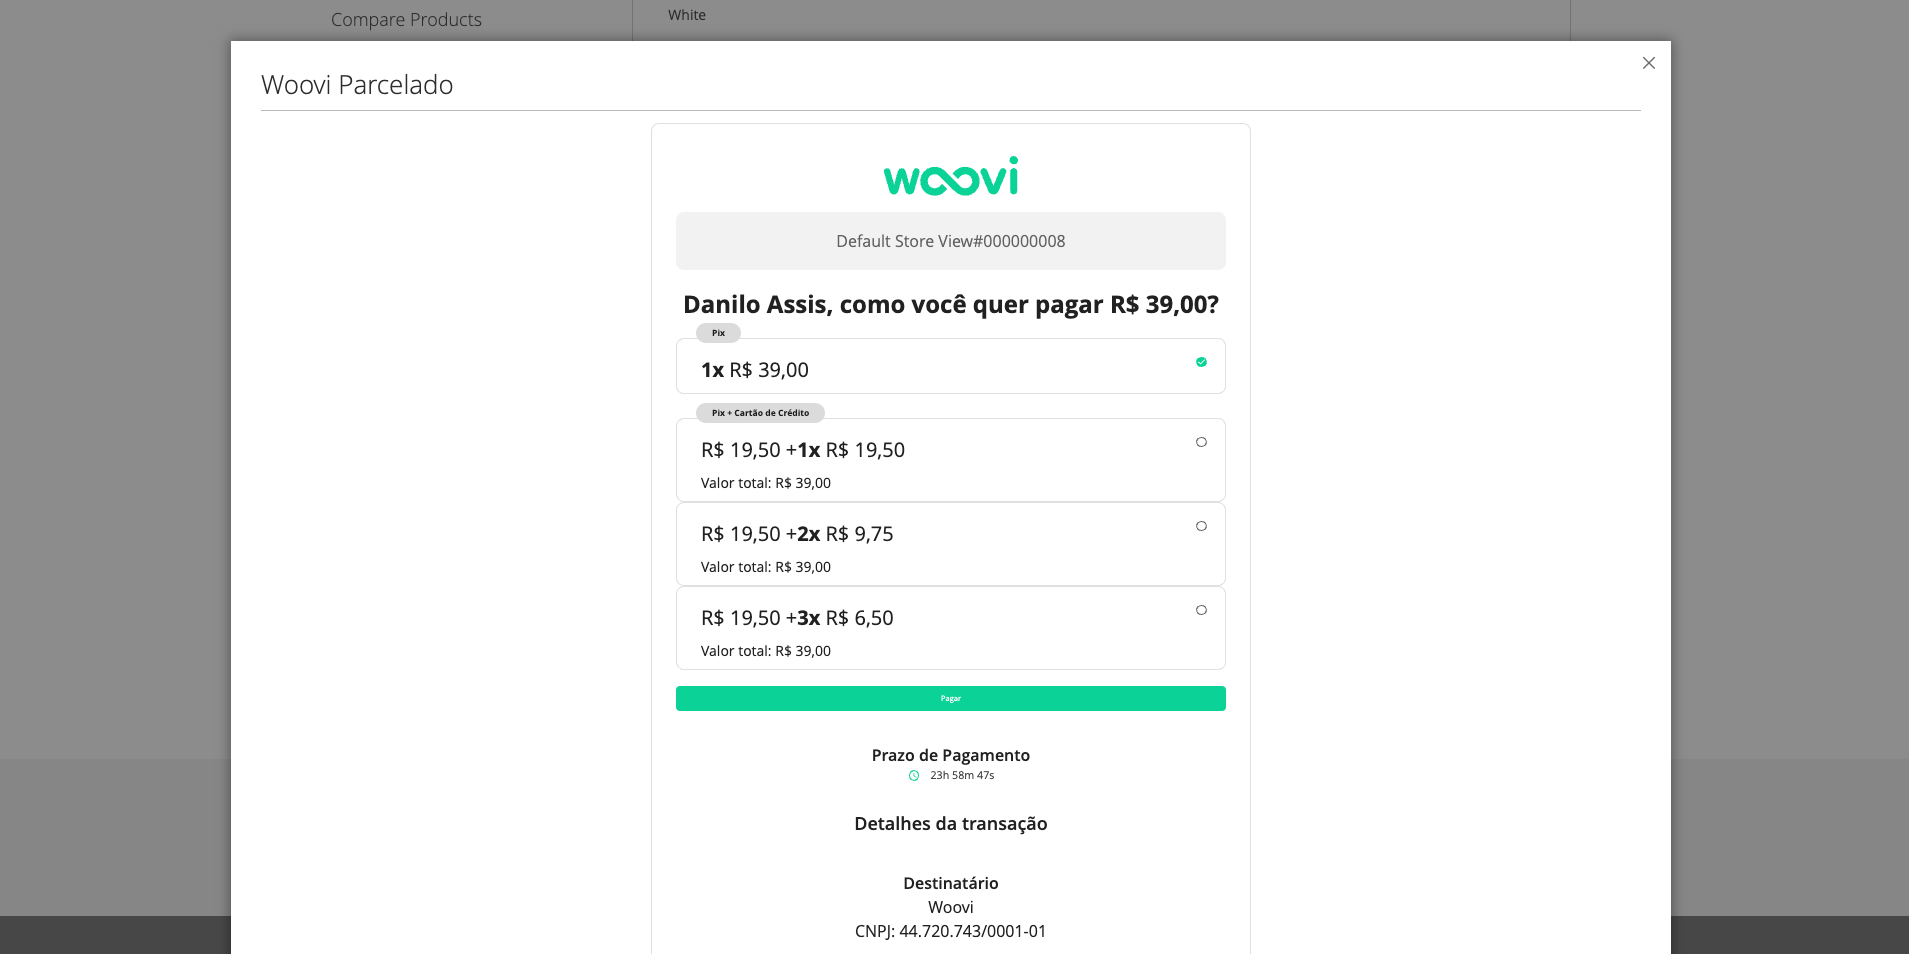 Compare Products
White
Woovi Parcelado
woovi
Default Store View#000000008
Danilo Assis, como você quer pagar R$ 39,00?
Pix
1x R$ 39,00
Pix + Cartão de Crédito
R$ 19,50 +1x R$ 19,50
Valor total: R$ 39,00
R$ 19,50 +2x R$ 9,75
Valor total: R$ 39,00
R$ 19,50 +3x R$ 6,50
Valor total: R$ 39,00
Pagar
Prazo de Pagamento
23h 58m 47s
Detalhes da transação
Destinatário
Woovi
CNPJ: 44.720.743/0001-01